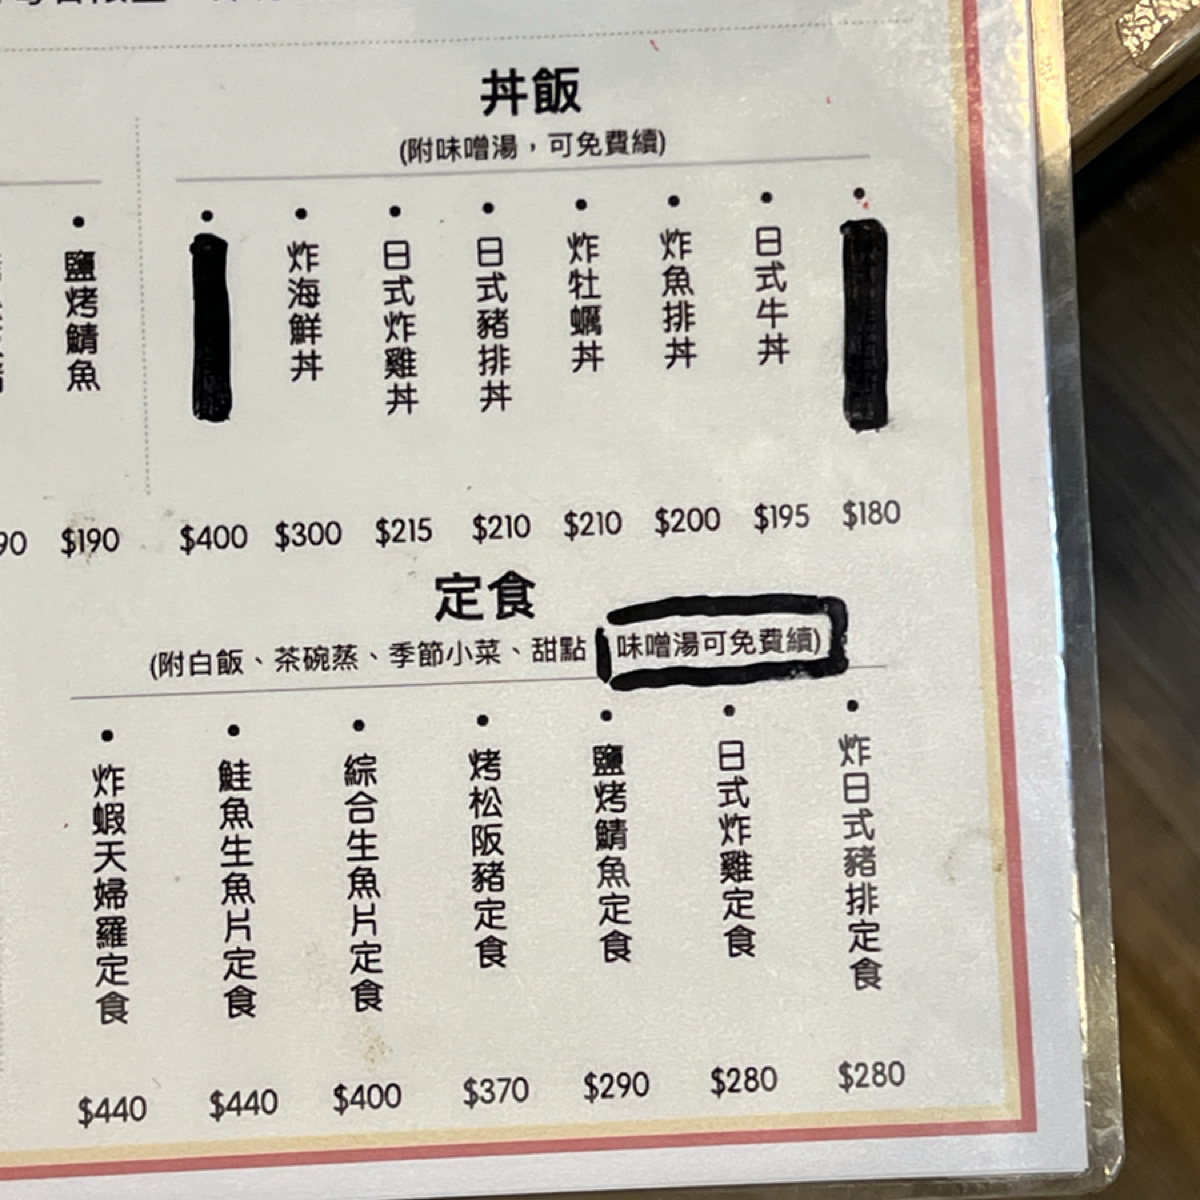 丼飯
(附味噌湯，可免費續)
日式牛丼
炸魚排丼
炸牡蠣丼
日式豬排丼
日式炸雞丼
炸海鮮丼
鹽烤鯖魚
90 $190 $400 $300 $215 $210 $210 $200 $195 $180
定食
(附白飯、茶碗蒸、季節小菜、甜點 味噌湯可免費續)
炸日式豬排定食
日式炸雞定食
鹽烤鯖魚定食
烤松阪豬定食
綜合生魚片定食
鮭魚生魚片定食
炸蝦天婦羅定食
$440 $440 $400 $370 $290 $280 $280